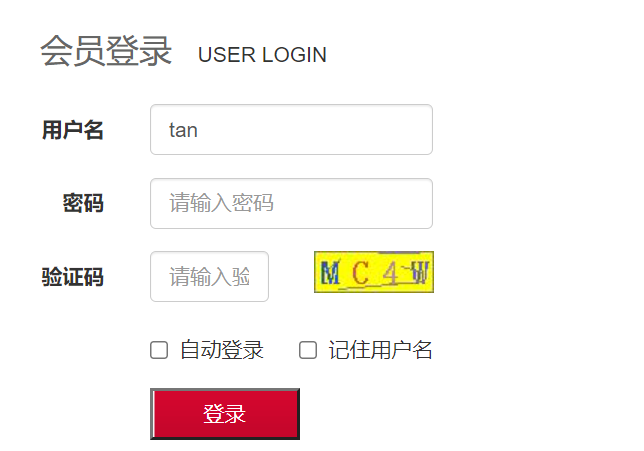 会员登录 USER LOGIN
用户名 tan
密码 请输入密码
验证码 请输入验 MC4W
自动登录 记住用户名
登录